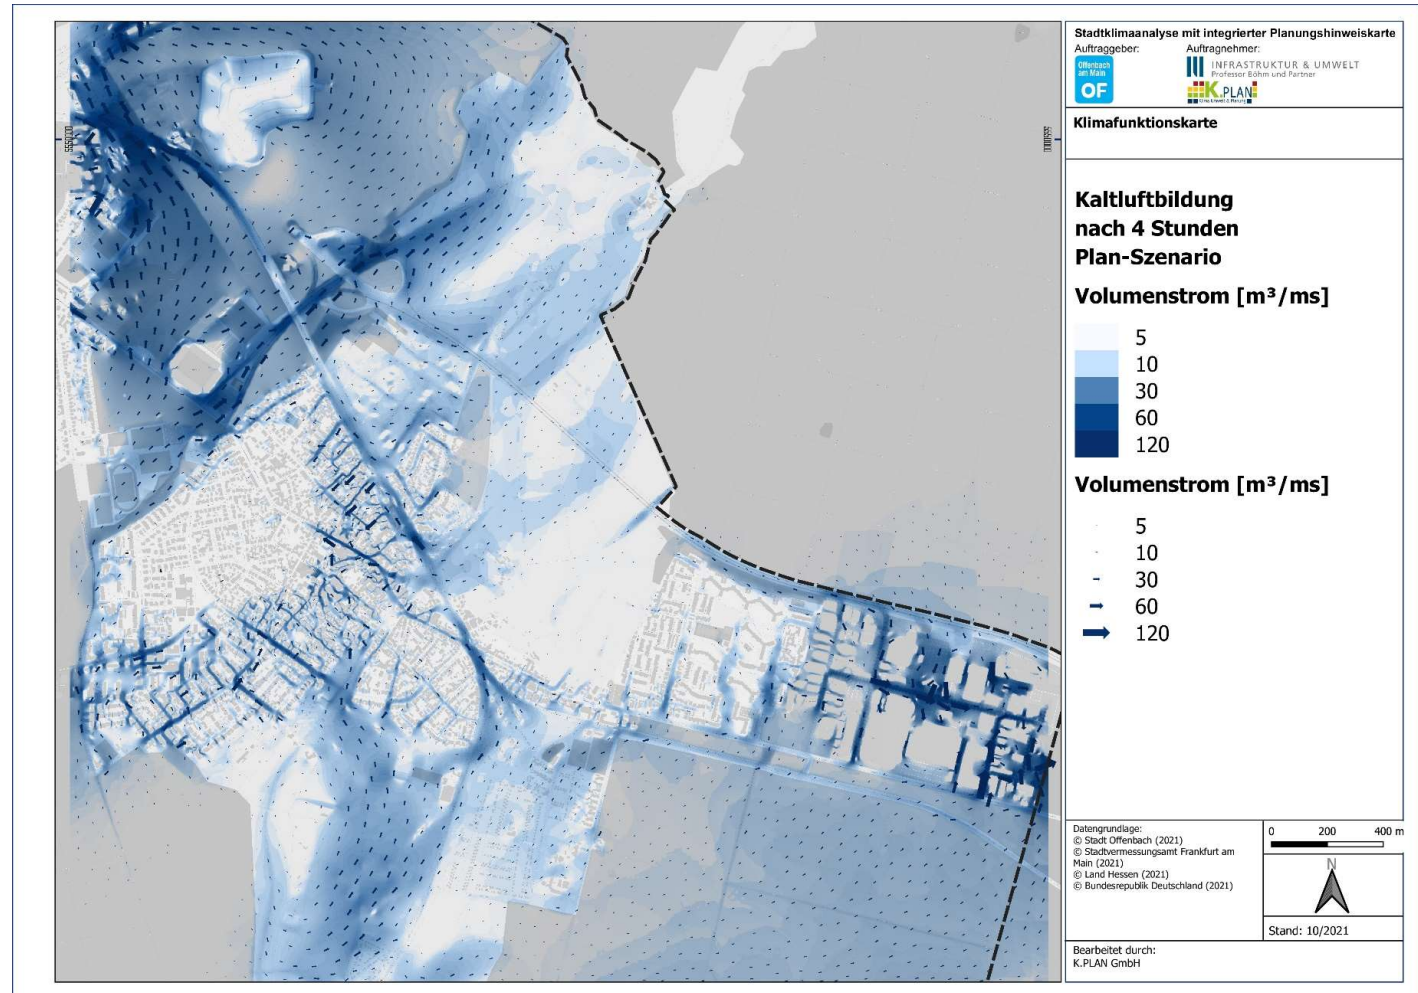 Stadtklimaanalyse mit integrierter Planungshinweiskarte
Auftraggeber:
Auftragnehmer:
Offenbach
am Main
OF
INFRASTRUKTUR & UMWELT
Professor Böhm und Partner
K.PLAN
Klima.Umwelt & Planung
Klimafunktionskarte
Kaltluftbildung
nach 4 Stunden
Plan-Szenario
Volumenstrom [m³/ms]
5
10
30
60
120
Volumenstrom [m³/ms]
5
10
30
60
120
Datengrundlage:
© Stadt Offenbach (2021)
© Stadtvermessungsamt Frankfurt am
Main (2021)
© Land Hessen (2021)
© Bundesrepublik Deutschland (2021)
0 200 400 m
N
Stand: 10/2021
Bearbeitet durch:
K.PLAN GmbH